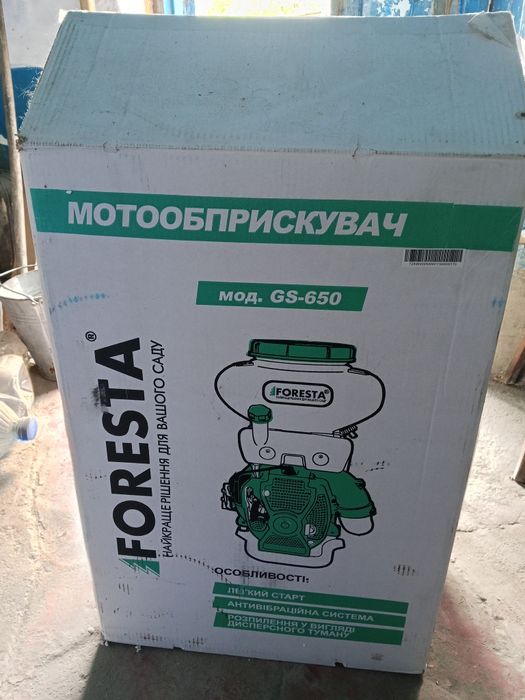 МОТООБПРИСКУВАЧ
мод. GS-650
FORESTA®
НАЙКРАЩЕ РІШЕННЯ ДЛЯ ВАШОГО САДУ
FORESTA®
ОСОБЛИВОСТІ:
ЛЕГКИЙ СТАРТ
АНТИВІБРАЦІЙНА СИСТЕМА
РОЗПИЛЕННЯ У ВИГЛЯДІ
ДИСПЕРСНОГО ТУМАНУ